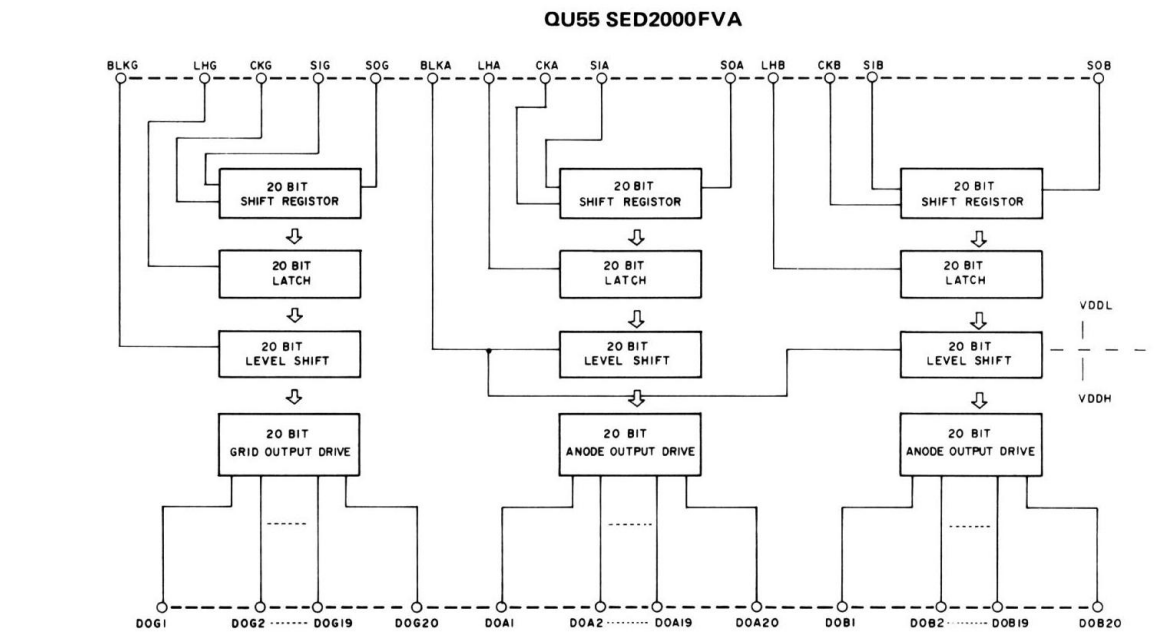 QU55 SED2000FVA
BLKG LHG CKG SIG SOG BLKA LHA CKA SIA SOA LHB CKB SIB SOB
20 BIT
SHIFT REGISTOR
20 BIT
SHIFT REGISTOR
20 BIT
SHIFT REGISTOR
20 BIT
LATCH
20 BIT
LATCH
20 BIT
LATCH
VDDL
20 BIT
LEVEL SHIFT
20 BIT
LEVEL SHIFT
20 BIT
LEVEL SHIFT
VDDH
20 BIT
GRID OUTPUT DRIVE
20 BIT
ANODE OUTPUT DRIVE
20 BIT
ANODE OUTPUT DRIVE
DOG1 DOG2 ------- DOG19 DOG20 DOA1 DOA2 -------- DOA19 DOA20 DOB1 DOB2 -------- DOB19 DOB20